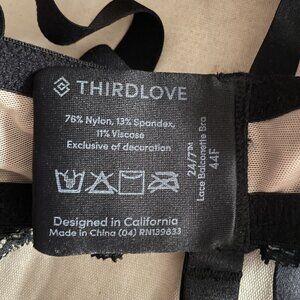 THIRDLOVE
76% Nylon, 13% Spandex,
11% Viscose
Exclusive of decoration
Designed in California
Made in China (04) RN139833
24/7™
Lace Balconette Bra
44F